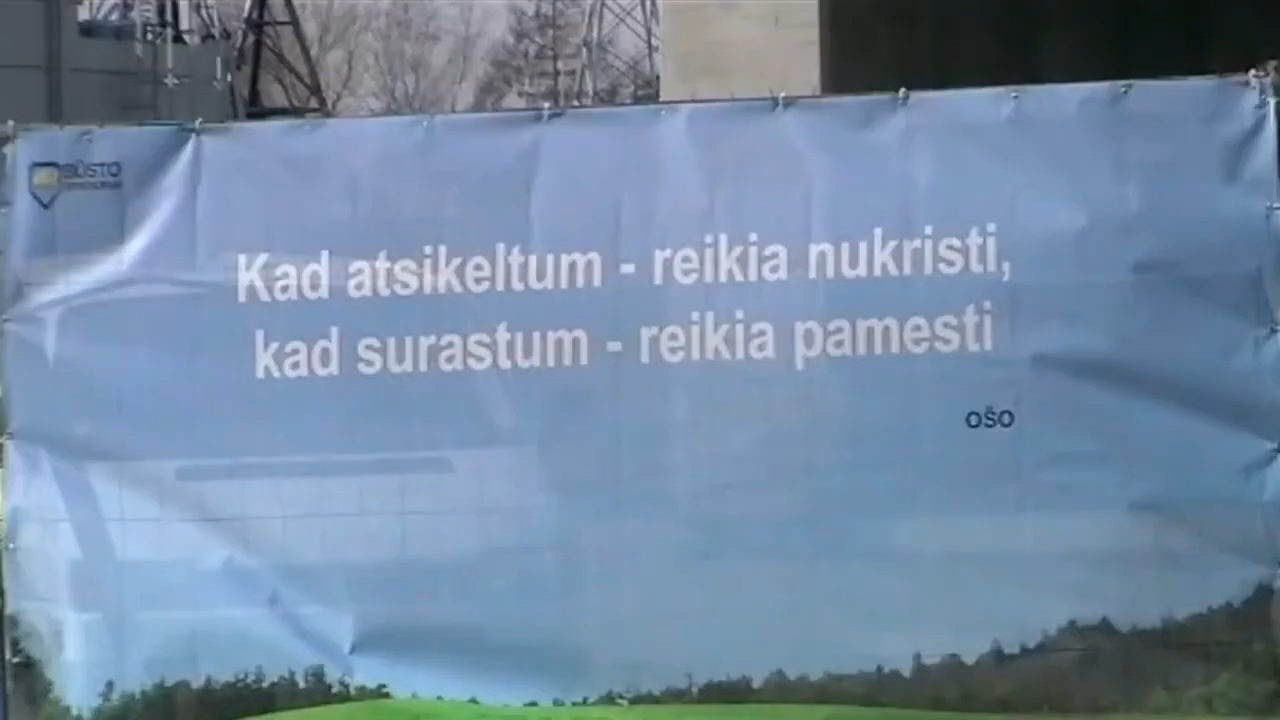 BŪSTO
Kad atsikeltum - reikia nukristi,
kad surastum - reikia pamesti
OŠO